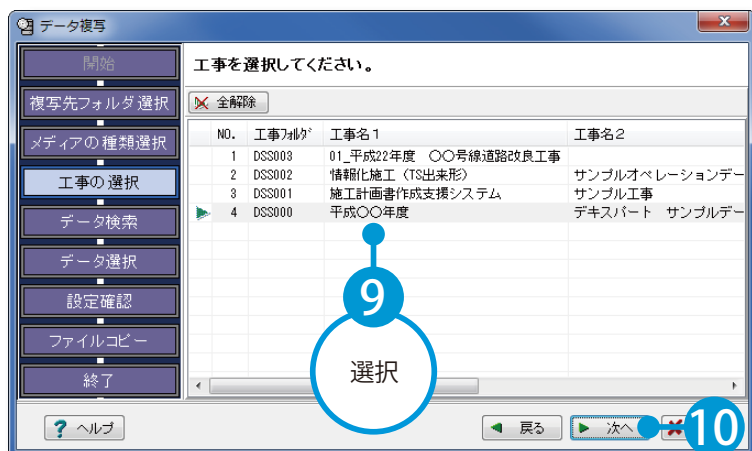 データ複写
開始
複写先フォルダ選択
メディアの種類選択
工事の選択
データ検索
データ選択
設定確認
ファイルコピー
終了
工事を選択してください。
全解除
NO. 工事ﾌｫﾙﾀﾞ 工事名1 工事名2
1 DSS003 01_平成22年度 〇〇号線道路改良工事
2 DSS002 情報化施工（TS出来形） サンプルオペレーションデー
3 DSS001 施工計画書作成支援システム サンプル工事
4 DSS000 平成〇〇年度 デキスパート サンプルデー
9
選択
? ヘルプ
戻る
次へ
10